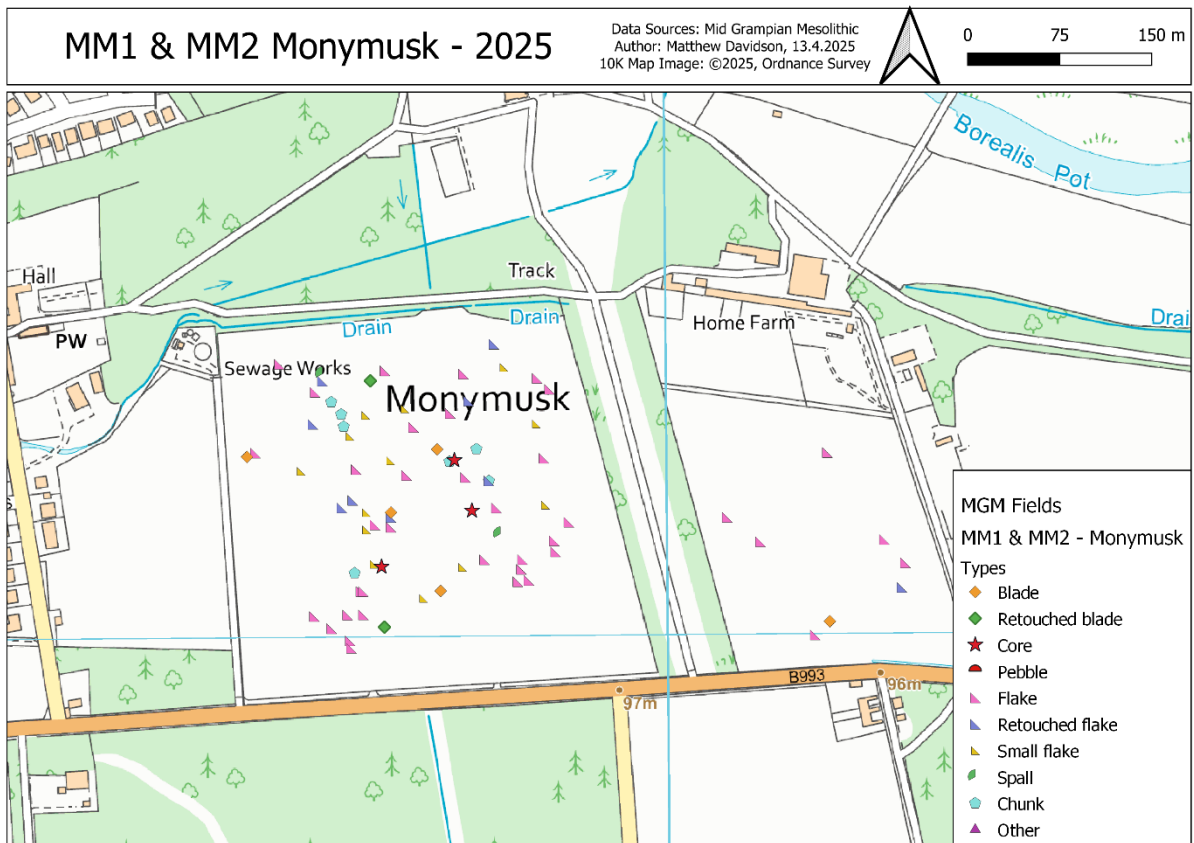 MM1 & MM2 Monymusk - 2025
Data Sources: Mid Grampian Mesolithic
Author: Matthew Davidson, 13.4.2025
10K Map Image: ©2025, Ordnance Survey
0 75 150 m
Borealis Pot
Hall
Track
PW
Drain
Drain
Drai
Home Farm
Sewage Works
Monymusk
s
B993
96m
97m
MGM Fields
MM1 & MM2 - Monymusk
Types
Blade
Retouched blade
Core
Pebble
Flake
Retouched flake
Small flake
Spall
Chunk
Other